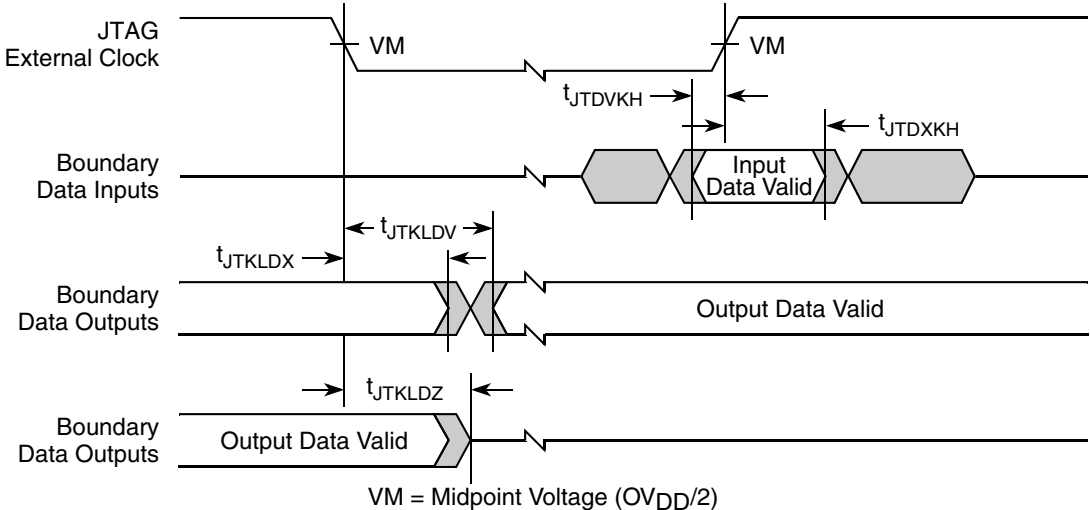 JTAG
External Clock
VM
VM
tJTDVKH
tJTDXKH
Boundary
Data Inputs
Input
Data Valid
tJTKLDV
tJTKLDX
Boundary
Data Outputs
Output Data Valid
tJTKLDZ
Boundary
Data Outputs
Output Data Valid
VM = Midpoint Voltage (OVDD/2)